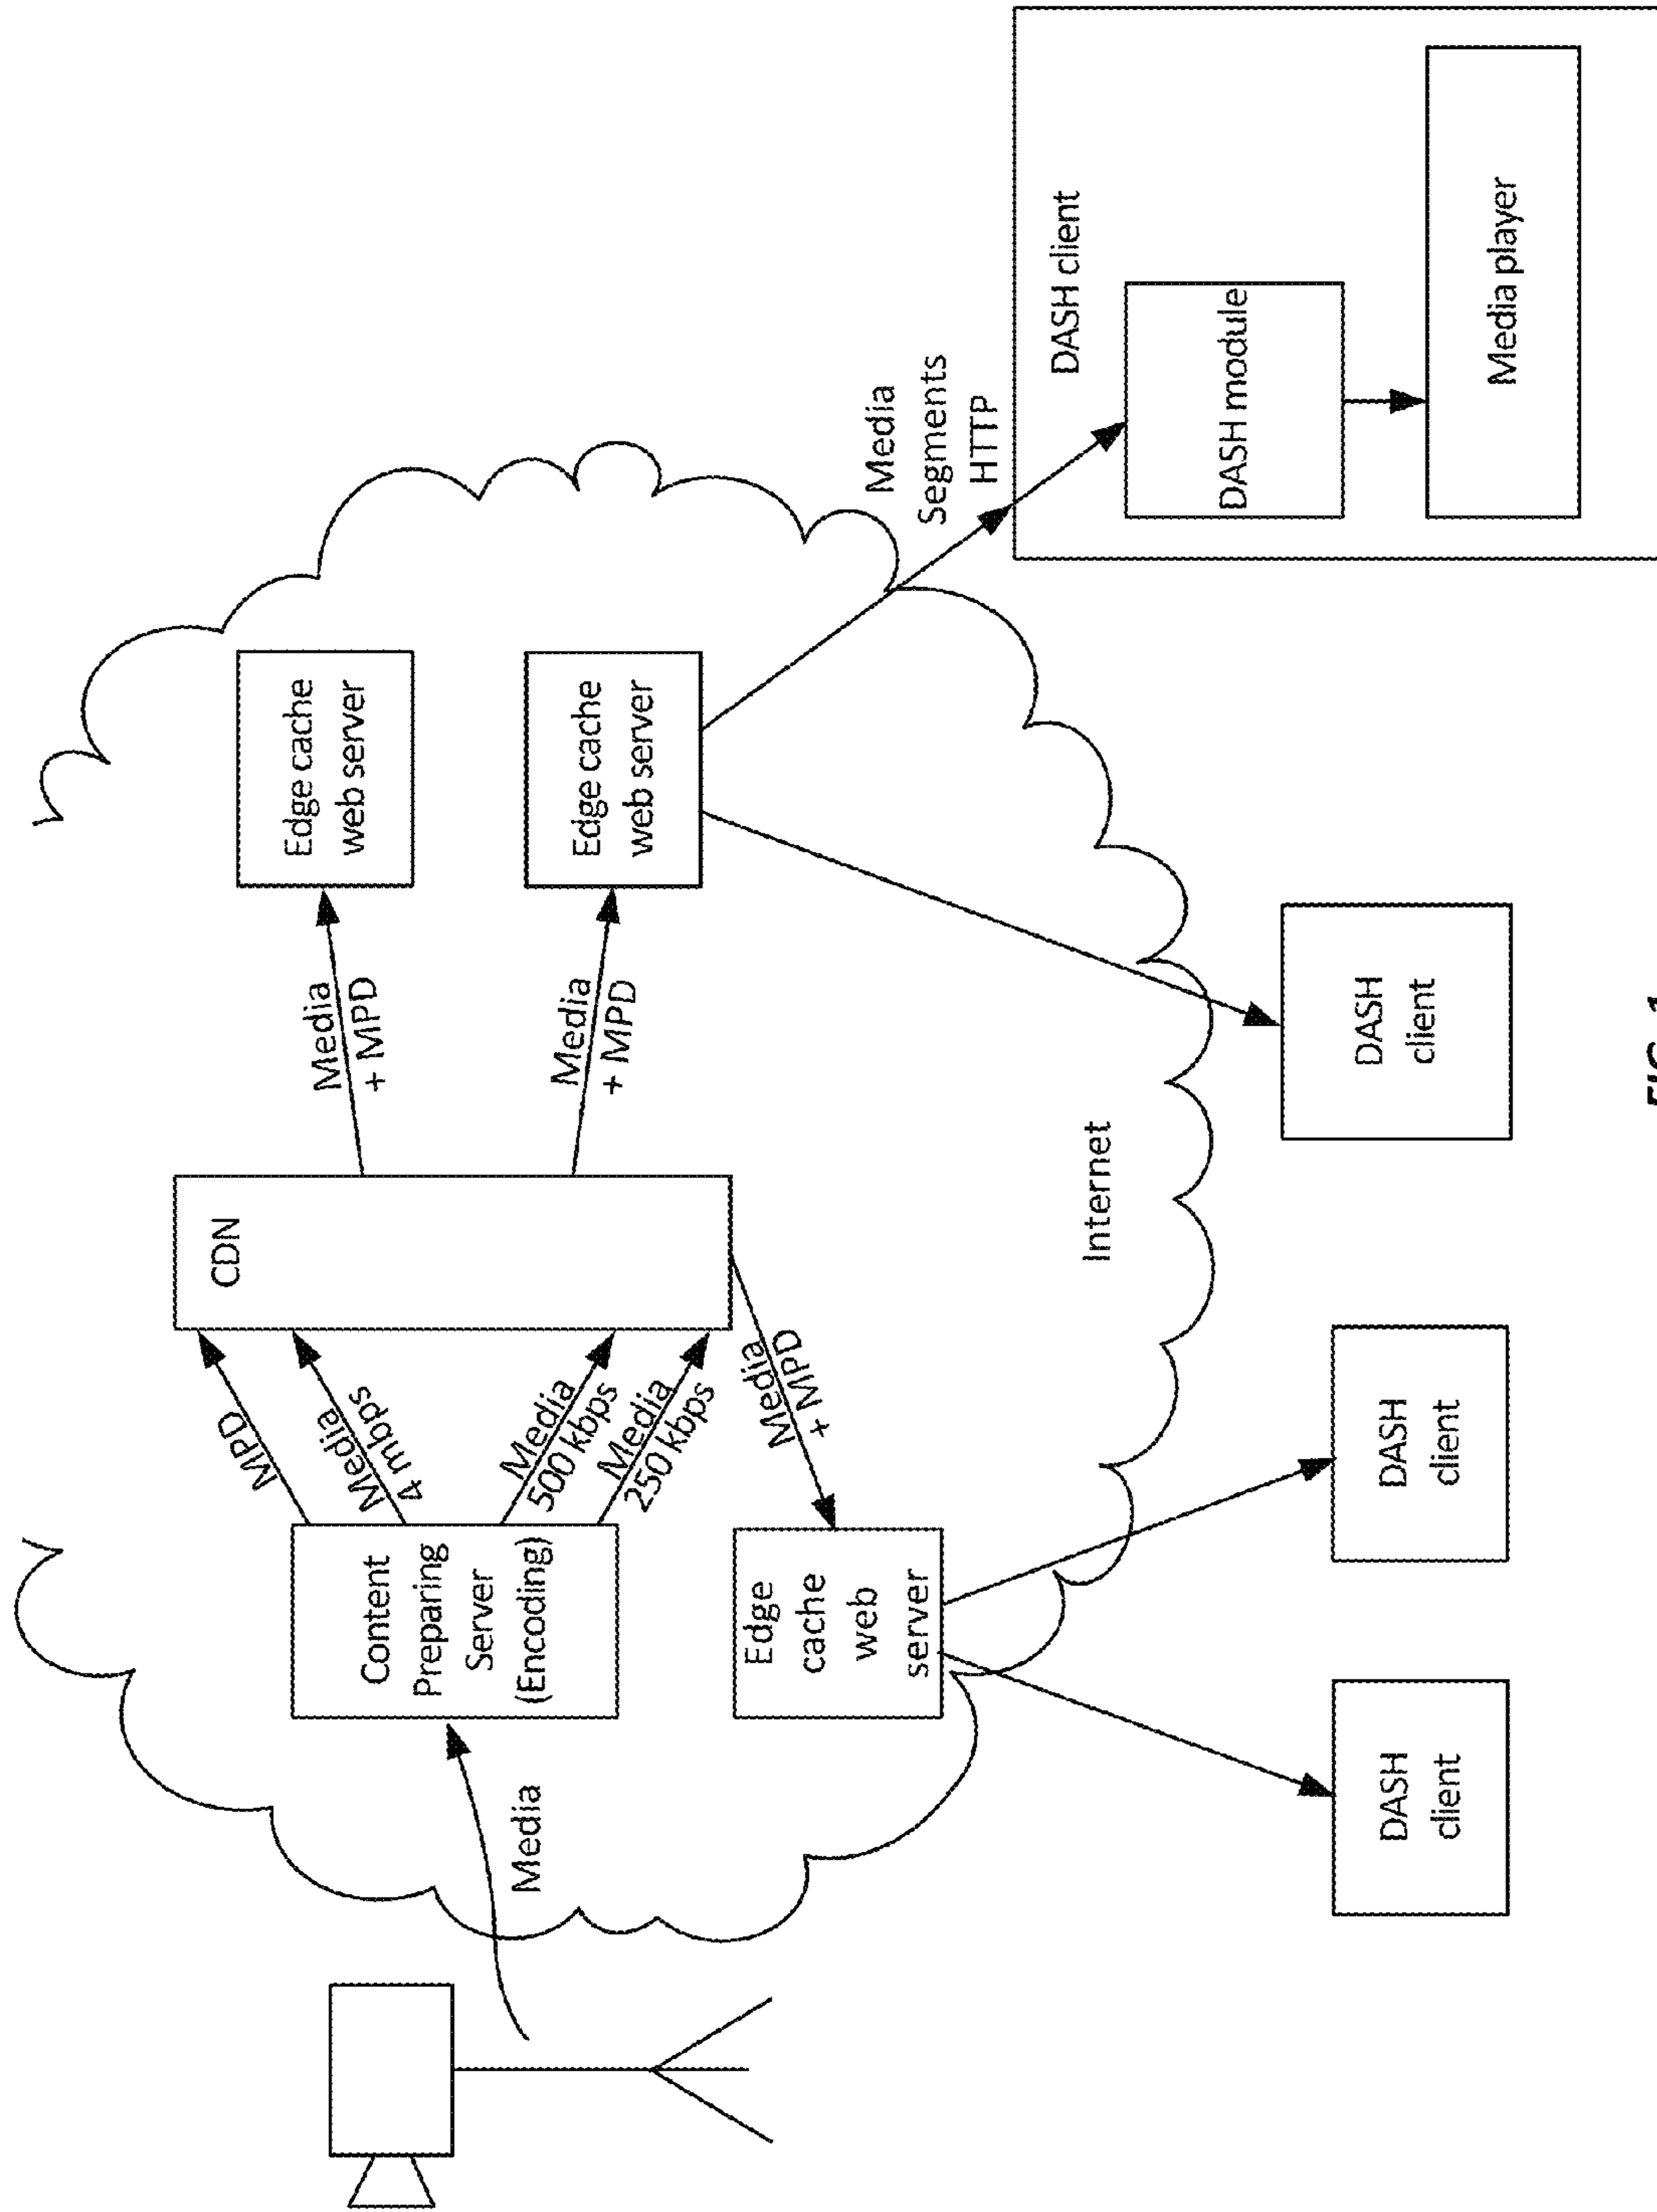 Media
Content
Preparing
Server
(Encoding)
MPD
Media
4 mbps
Media
500 kbps
Media
250 kbps
CDN
Media
+ MPD
Edge cache
web server
Media
+ MPD
Edge cache
web server
Media
+ MPD
Edge
cache
web
server
Internet
Media
Segments
HTTP
DASH client
DASH module
Media player
DASH
client
DASH
client
DASH
client
FIG. 1